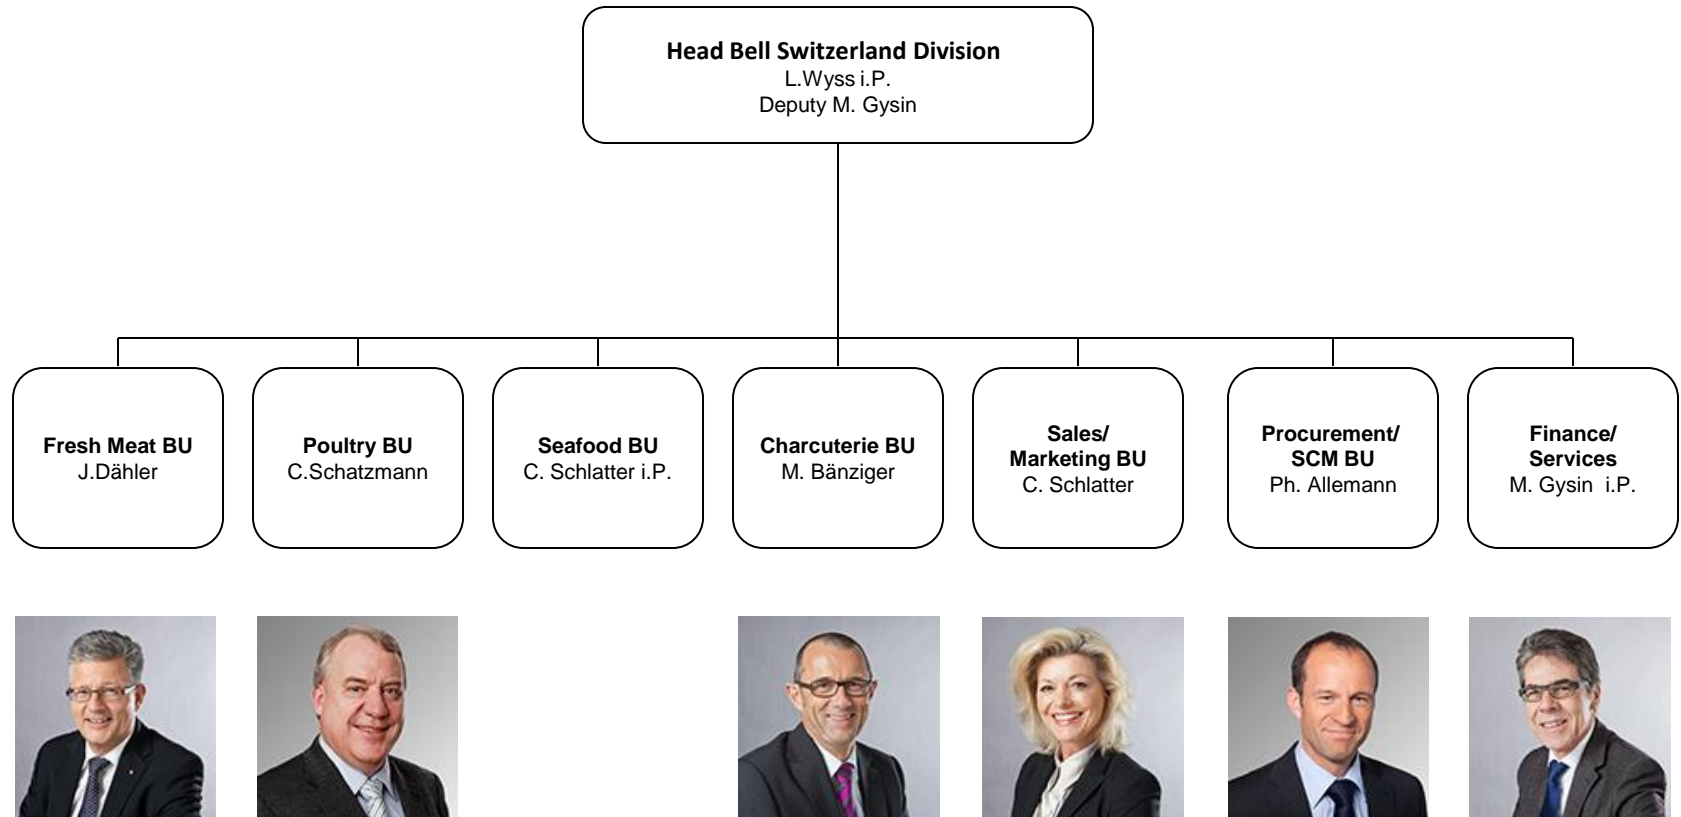 Head Bell Switzerland Division
L.Wyss i.P.
Deputy M. Gysin
Fresh Meat BU
J.Dähler
Poultry BU
C.Schatzmann
Seafood BU
C. Schlatter i.P.
Charcuterie BU
M. Bänziger
Sales/
Marketing BU
C. Schlatter
Procurement/
SCM BU
Ph. Allemann
Finance/
Services
M. Gysin  i.P.